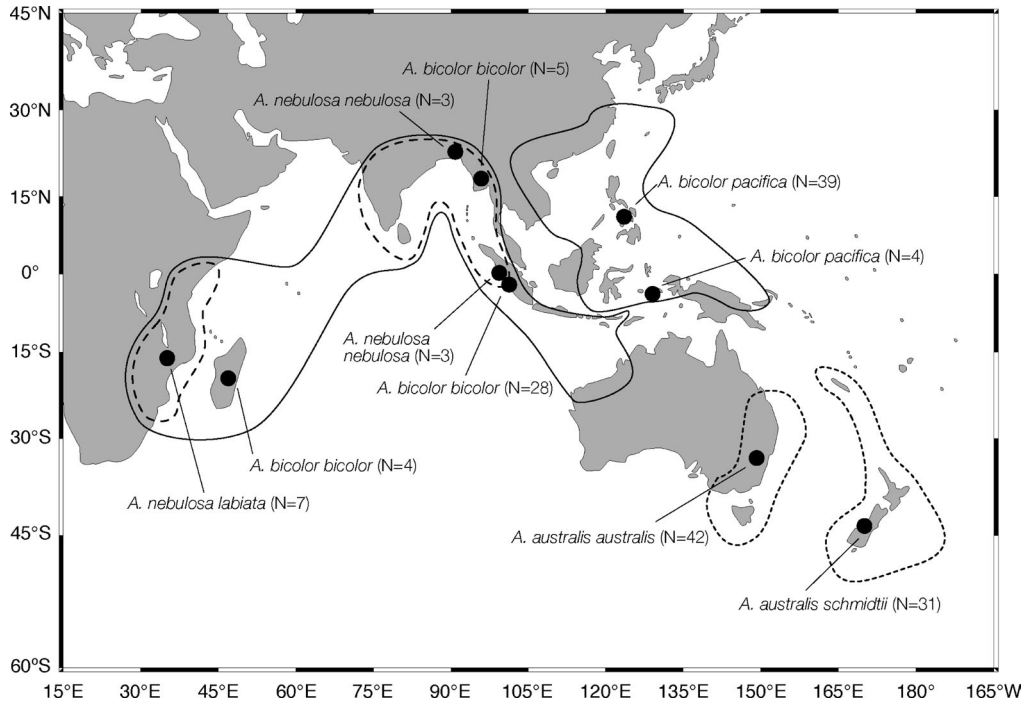 45°N
A. bicolor bicolor (N=5)
A. nebulosa nebulosa (N=3)
30°N
A. bicolor pacifica (N=39)
15°N
A. bicolor pacifica (N=4)
0°
A. nebulosa
nebulosa (N=3)
15°S
A. bicolor bicolor (N=28)
30°S
A. bicolor bicolor (N=4)
A. nebulosa labiata (N=7)
45°S
A. australis australis (N=42)
A. australis schmidtii (N=31)
60°S
15°E 30°E 45°E 60°E 75°E 90°E 105°E 120°E 135°E 150°E 165°E 180° 165°W